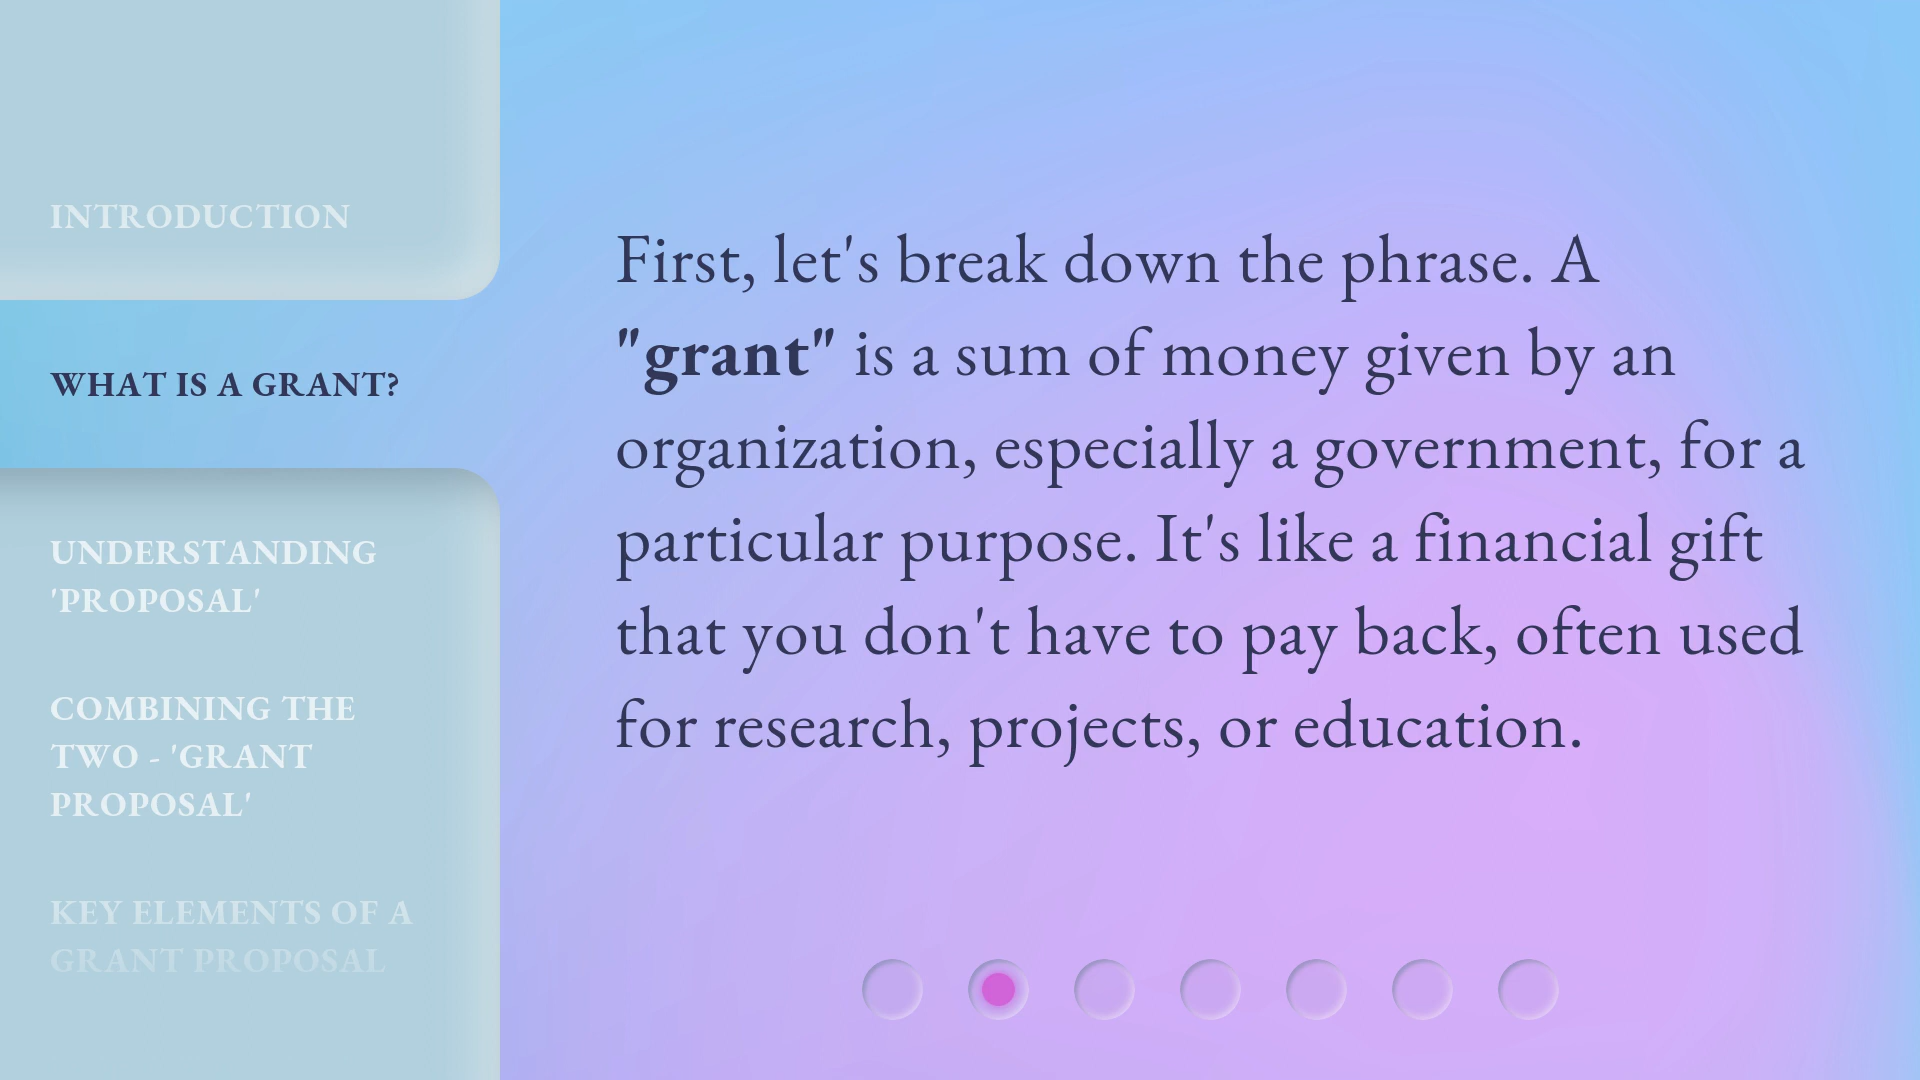 INTRODUCTION
WHAT IS A GRANT?
UNDERSTANDING
'PROPOSAL'
COMBINING THE
TWO - 'GRANT
PROPOSAL'
KEY ELEMENTS OF A
GRANT PROPOSAL
First, let's break down the phrase. A
"grant" is a sum of money given by an
organization, especially a government, for a
particular purpose. It's like a financial gift
that you don't have to pay back, often used
for research, projects, or education.